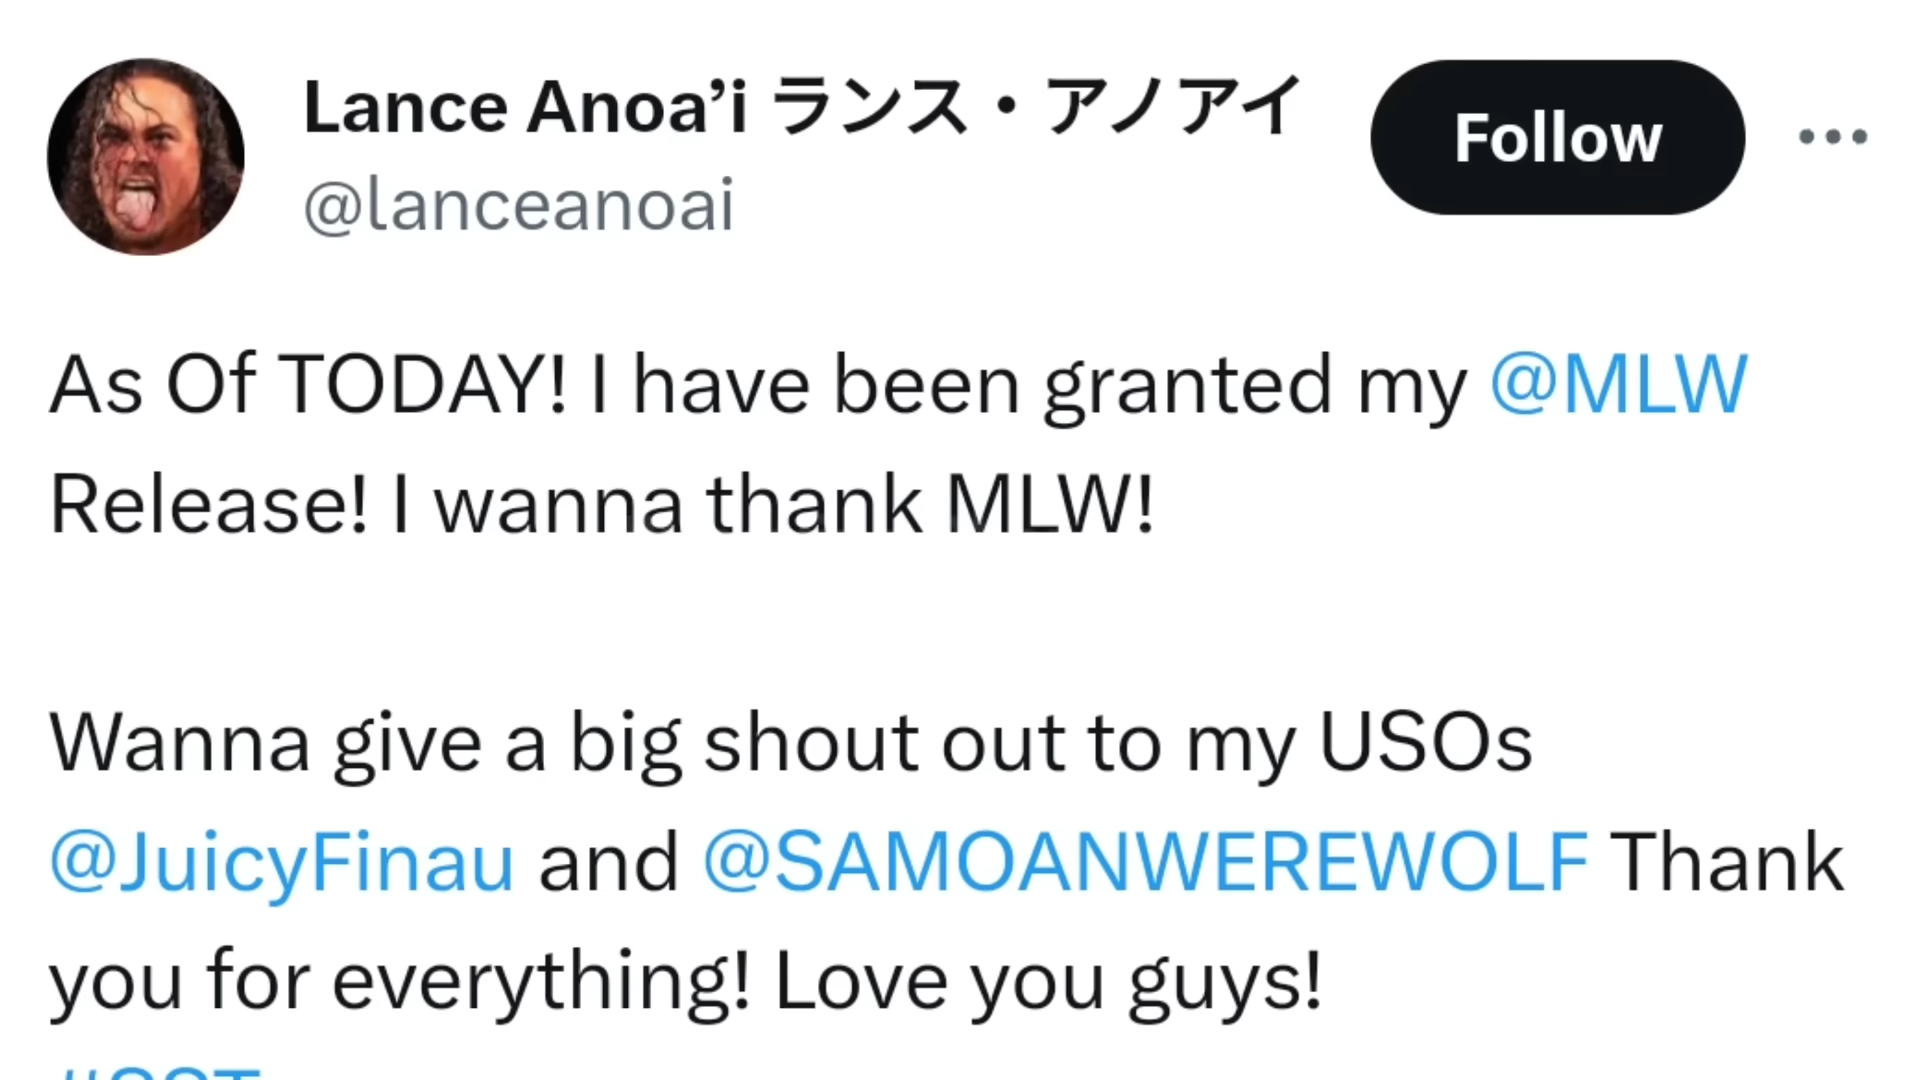 Lance Anoa’i ランス・アノアイ
Follow
@lanceanoai
As Of TODAY! I have been granted my @MLW
Release! I wanna thank MLW!
Wanna give a big shout out to my USOs
@JuicyFinau and @SAMOANWEREWOLF Thank
you for everything! Love you guys!